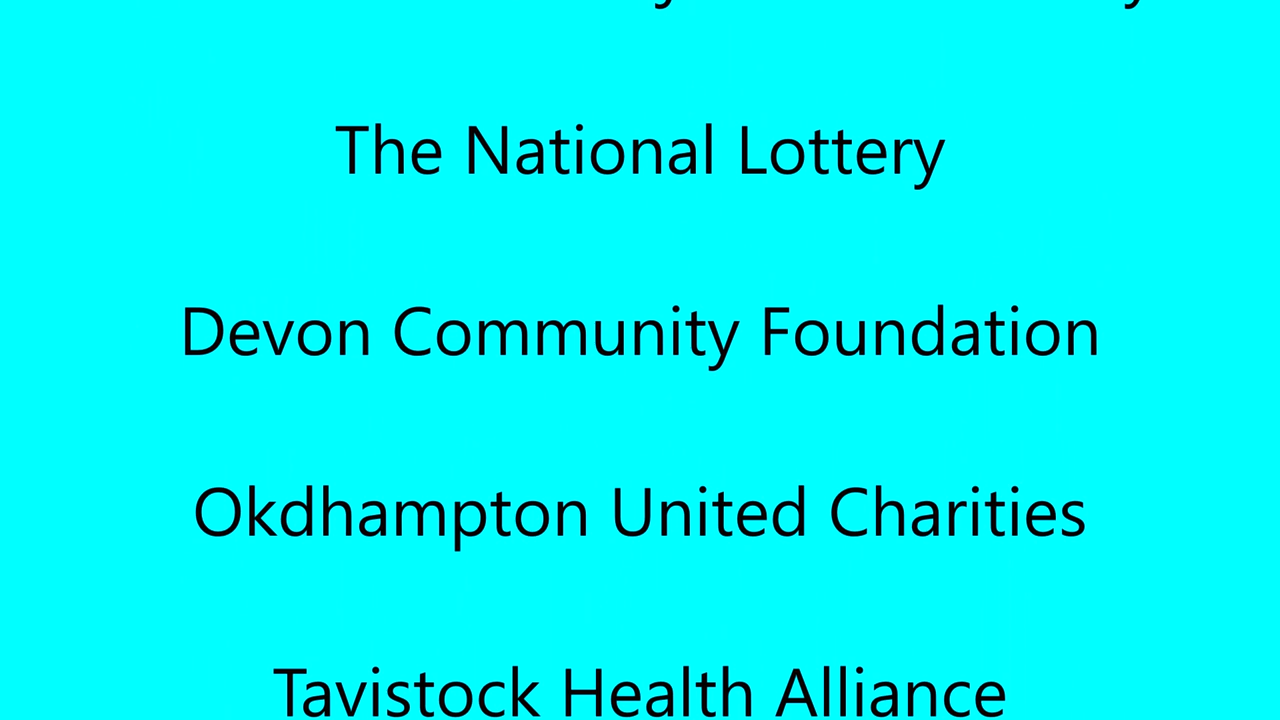 The National Lottery
Devon Community Foundation
Okdhampton United Charities
Tavistock Health Alliance